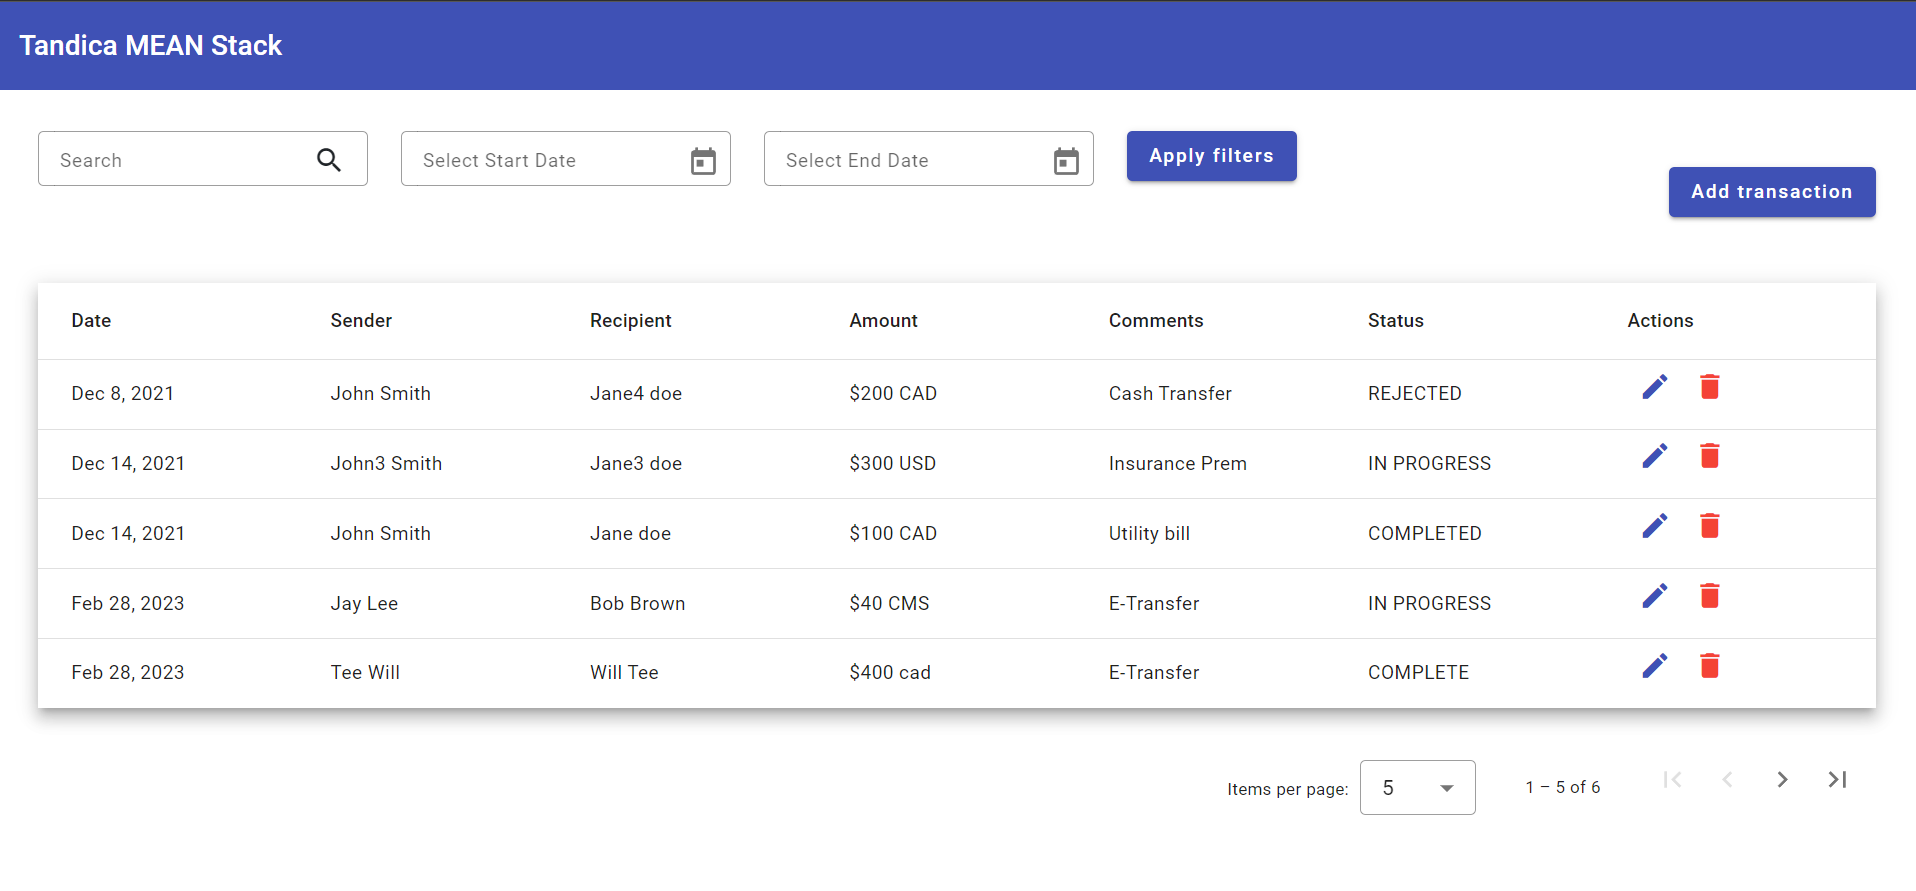 Tandica MEAN Stack
Search Select Start Date Select End Date Apply filters
Add transaction
Date Sender Recipient Amount Comments Status Actions
Dec 8, 2021 John Smith Jane4 doe $200 CAD Cash Transfer REJECTED
Dec 14, 2021 John3 Smith Jane3 doe $300 USD Insurance Prem IN PROGRESS
Dec 14, 2021 John Smith Jane doe $100 CAD Utility bill COMPLETED
Feb 28, 2023 Jay Lee Bob Brown $40 CMS E-Transfer IN PROGRESS
Feb 28, 2023 Tee Will Will Tee $400 cad E-Transfer COMPLETE
Items per page: 5 1 – 5 of 6